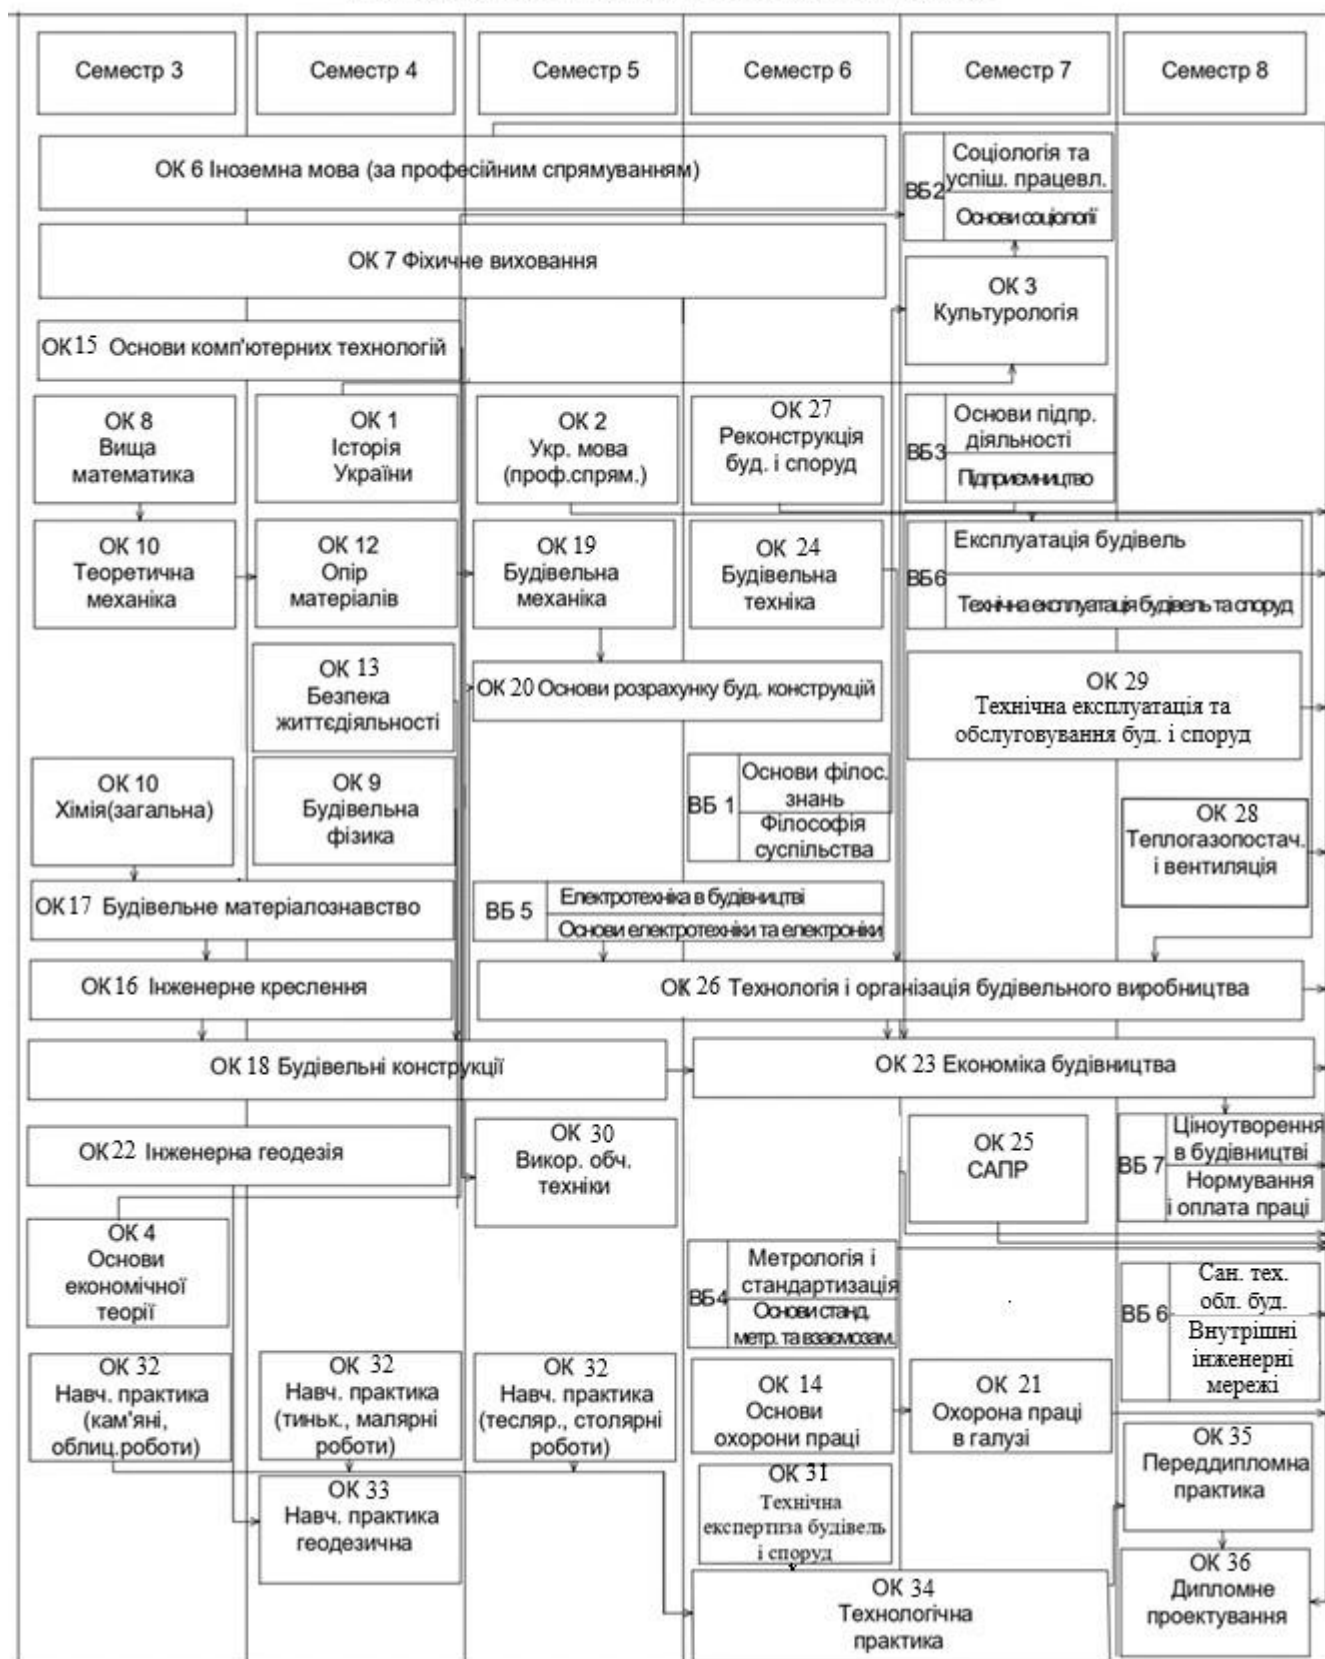 Семестр 3
Семестр 4
Семестр 5
Семестр 6
Семестр 7
Семестр 8
ОК 6 Іноземна мова (за професійним спрямуванням)
ВБ2
Соціологія та
успіш. працевл.
Основи соціології
ОК 7 Фіхичне виховання
ОК 3
Культурологія
ОК 15 Основи комп'ютерних технологій
ОК 8
Вища
математика
ОК 1
Історія
України
ОК 2
Укр. мова
(проф.спрям.)
ОК 27
Реконструкція
буд. і споруд
ВБ3
Основи підпр.
діяльності
Підприємництво
ОК 10
Теоретична
механіка
ОК 12
Опір
матеріалів
ОК 19
Будівельна
механіка
ОК 24
Будівельна
техніка
ВБ6
Експлуатація будівель
Технічна експлуатація будівель та споруд
ОК 13
Безпека
життєдіяльності
ОК 20 Основи розрахунку буд. конструкцій
ОК 29
Технічна експлуатація та
обслуговування буд. і споруд
ОК 10
Хімія(загальна)
ОК 9
Будівельна
фізика
ВБ 1
Основи філос.
знань
Філософія
суспільства
ОК 28
Теплогазопостач.
і вентиляція
ОК 17 Будівельне матеріалознавство
ВБ 5
Електротехніка в будівництві
Основи електротехніки та електроніки
ОК 16 Інженерне креслення
ОК 26 Технологія і організація будівельного виробництва
ОК 18 Будівельні конструкції
ОК 23 Економіка будівництва
ОК 22 Інженерна геодезія
ОК 30
Викор. обч.
техніки
ОК 25
САПР
ВБ 7
Ціноутворення
в будівництві
Нормування
і оплата праці
ОК 4
Основи
економічної
теорії
ВБ4
Метрологія і
стандартизація
Основи станд.
метр. та взаємозам.
ВБ 6
Сан. тех.
обл. буд.
Внутрішні
інженерні
мережі
ОК 32
Навч. практика
(кам'яні,
облиц.роботи)
ОК 32
Навч. практика
(тиньк., малярні
роботи)
ОК 32
Навч. практика
(тесляр., столярні
роботи)
ОК 14
Основи
охорони праці
ОК 21
Охорона праці
в галузі
ОК 35
Переддипломна
практика
ОК 33
Навч. практика
геодезична
ОК 31
Технічна
експертиза будівель
і споруд
ОК 34
Технологічна
практика
ОК 36
Дипломне
проектування